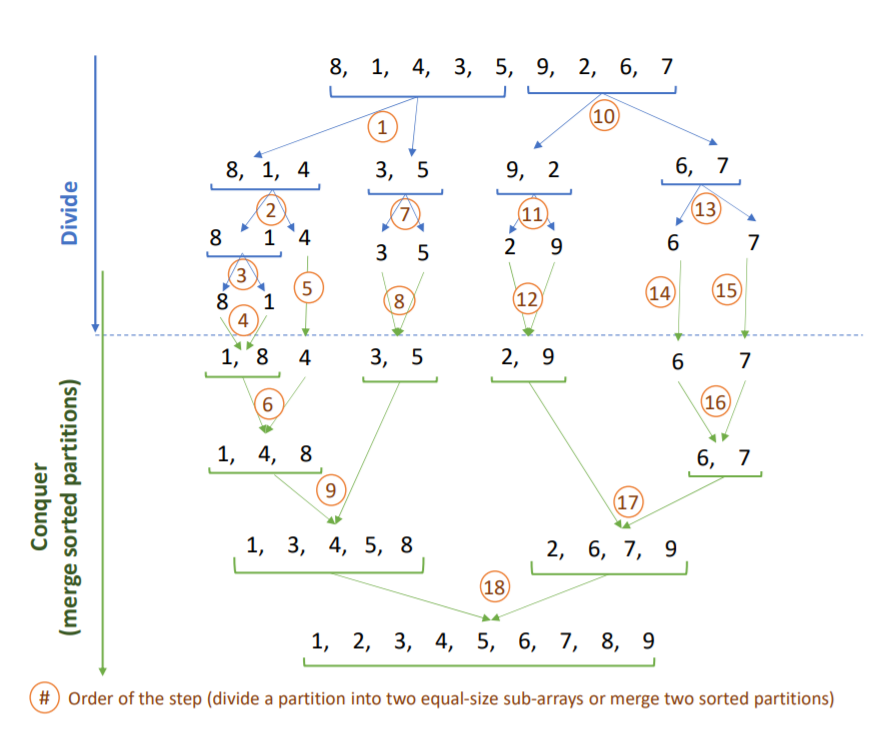 8, 1, 4, 3, 5, 9, 2, 6, 7
1
10
8, 1, 4
3, 5
9, 2
6, 7
2
7
11
13
8 1 4
3 5
2 9
6 7
3
5
8
12
14
15
8 1
4
1, 8 4
3, 5
2, 9
6 7
6
16
1, 4, 8
6, 7
9
17
1, 3, 4, 5, 8
2, 6, 7, 9
18
1, 2, 3, 4, 5, 6, 7, 8, 9
Divide
Conquer
(merge sorted partitions)
# Order of the step (divide a partition into two equal-size sub-arrays or merge two sorted partitions)